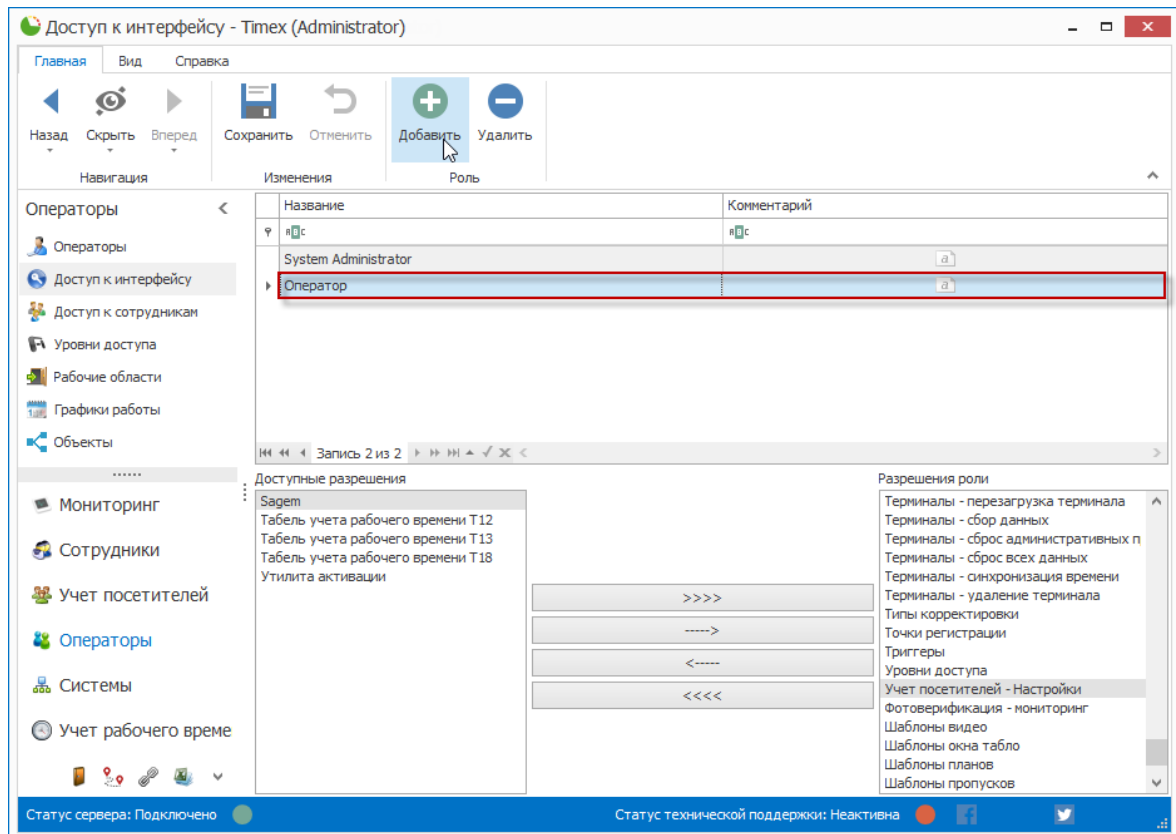 Доступ к интерфейсу - Timex (Administrator)
Главная Вид Справка
Назад Скрыть Вперед Сохранить Отменить Добавить Удалить
Навигация Изменения Роль
Операторы
Операторы
Доступ к интерфейсу
Доступ к сотрудникам
Уровни доступа
Рабочие области
Графики работы
Объекты
Мониторинг
Сотрудники
Учет посетителей
Операторы
Системы
Учет рабочего време
Название Комментарий
System Administrator
Оператор
Запись 2 из 2
Доступные разрешения
Sagem
Табель учета рабочего времени Т12
Табель учета рабочего времени Т13
Табель учета рабочего времени Т18
Утилита активации
>>>>
----->
<-----
<<<<
Разрешения роли
Терминалы - перезагрузка терминала
Терминалы - сбор данных
Терминалы - сброс административных п
Терминалы - сброс всех данных
Терминалы - синхронизация времени
Терминалы - удаление терминала
Типы корректировки
Точки регистрации
Триггеры
Уровни доступа
Учет посетителей - Настройки
Фотоверификация - мониторинг
Шаблоны видео
Шаблоны окна табло
Шаблоны планов
Шаблоны пропусков
Статус сервера: Подключено Статус технической поддержки: Неактивна